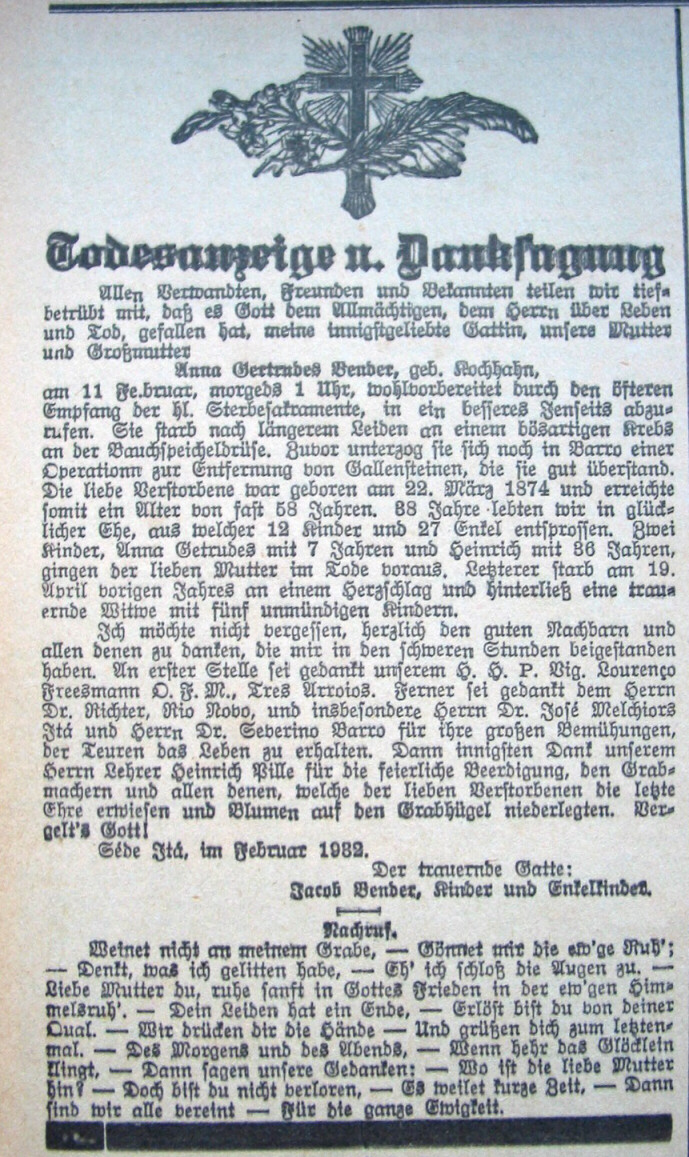 Todesanzeige u. Danksagung
Allen Verwandten, Freunden und Bekannten teilen wir tief-
betrübt mit, daß es Gott dem Allmächtigen, dem Herrn über Leben
und Tod, gefallen hat, meine innigstgeliebte Gattin, unsere Mutter
und Großmutter
Anna Gertrudes Bender, geb. Kochhahn,
am 11 Fe.bruar, morgeds 1 Uhr, wohlvorbereitet durch den öfteren
Empfang der hl. Sterbesakramente, in ein besseres Jenseits abzu-
rufen. Sie starb nach längerem Leiden an einem bösartigen Krebs
an der Bauchspeicheldrüse. Zuvor unterzog sie sich noch in Barro einer
Operationn zur Entfernung von Gallensteinen, die sie gut überstand.
Die liebe Verstorbene war geboren am 22. März 1874 und erreichte
somit ein Alter von fast 58 Jahren. 38 Jahre lebten wir in glück-
licher Ehe, aus welcher 12 Kinder und 27 Enkel entsprossen. Zwei
Kinder, Anna Getrudes mit 7 Jahren und Heinrich mit 36 Jahren,
gingen der lieben Mutter im Tode voraus. Letzterer starb am 19.
April vorigen Jahres an einem Herzschlag und hinterließ eine trau-
ernde Witwe mit fünf unmündigen Kindern.
Ich möchte nicht vergessen, herzlich den guten Nachbarn und
allen denen zu danken, die mir in den schweren Stunden beigestanden
haben. An erster Stelle sei gedankt unserem H. H. P. Vig. Lourenço
Freesmann O. F. M., Tres Arroios. Ferner sei gedankt dem Herrn
Dr. Richter, Rio Novo, und insbesondere Herrn Dr. José Melchiors
Itá und Herrn Dr. Severino Barro für ihre großen Bemühungen,
der Teuren das Leben zu erhalten. Dann innigsten Dank unserem
Herrn Lehrer Heinrich Pille für die feierliche Beerdigung, den Grab-
machern und allen denen, welche der lieben Verstorbenen die letzte
Ehre erwiesen und Blumen auf den Grabhügel niederlegten. Ver-
gelt's Gott!
Séde Itá, im Februar 1932.
Der trauernde Gatte:
Jacob Bender, Kinder und Enkelkinder.
Nachruf.
Weinet nicht an meinem Grabe, — Gönnet mir die ew'ge Ruh';
— Denkt, was ich gelitten habe, — Eh' ich schloß die Augen zu. —
Liebe Mutter du, ruhe sanft in Gottes Frieden in der ew'gen Him-
melsruh'. — Dein Leiden hat ein Ende, — Erlöst bist du von deiner
Qual. — Wir drücken dir die Hände — Und grüßen dich zum letzten-
mal. — Des Morgens und des Abends, — Wenn hehr das Glöcklein
klingt, — Dann sagen unsere Gedanken: — Wo ist die liebe Mutter
hin? — Doch bist du nicht verloren, — Es weilet kurze Zeit, — Dann
sind wir alle vereint — Für die ganze Ewigkeit.